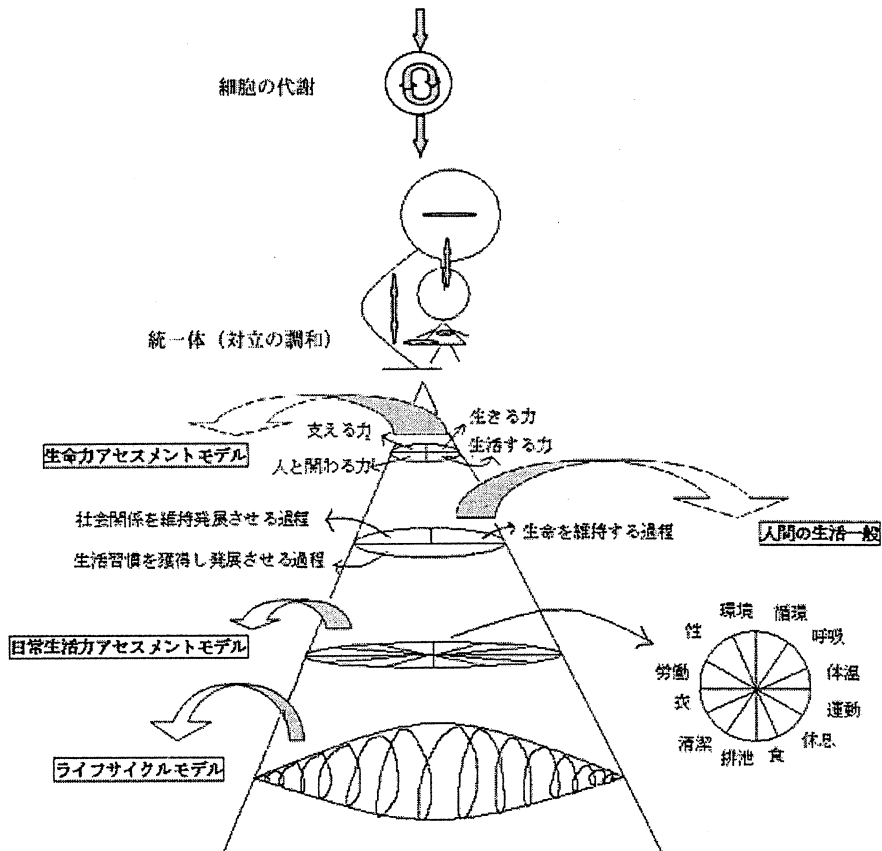 細胞の代謝
統一体（対立の調和）
支える力
生きる力
生命力アセスメントモデル
人と関わる力
生活する力
社会関係を維持発展させる過程
生命を維持する過程
人間の生活一般
生活習慣を獲得し発展させる過程
日常生活力アセスメントモデル
環境
循環
性
呼吸
労働
体温
衣
運動
清潔
休息
排泄
食
ライフサイクルモデル